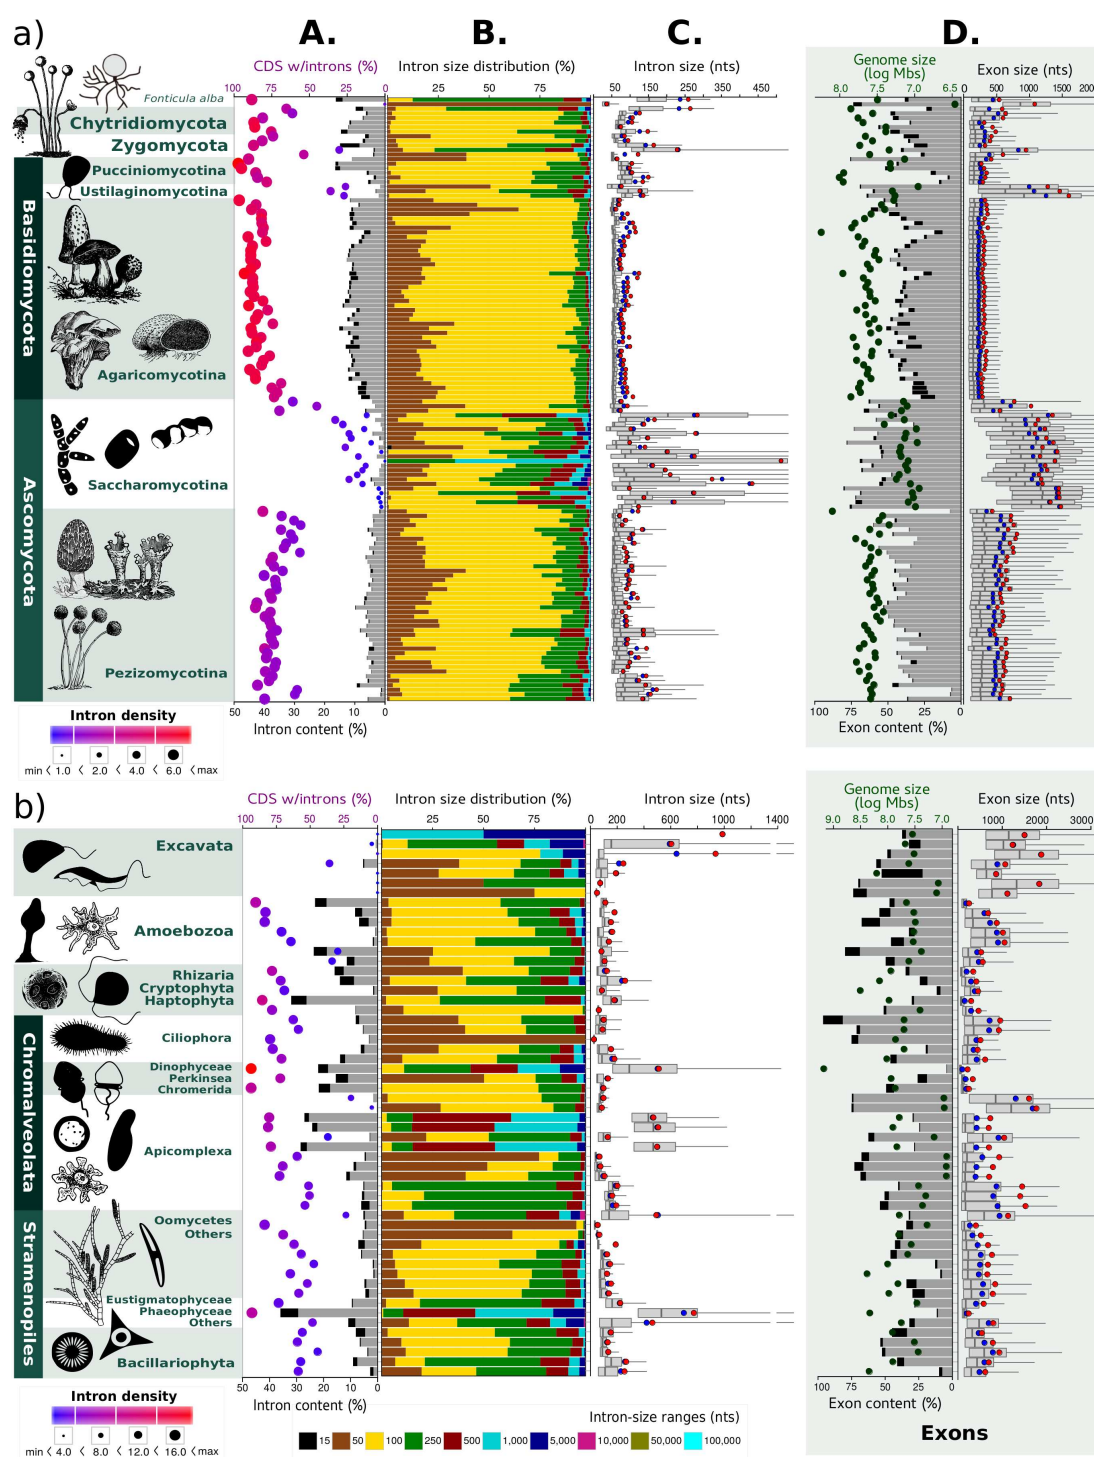 a)
A.
B.
C.
D.
CDS w/introns (%)
Intron size distribution (%)
Intron size (nts)
Genome size
(log Mbs)
Exon size (nts)
100 75 50 25 0
25 50 75
50 150 250 350 450
8.0 7.5 7.0 6.5
0 500 1000 1500 200
Fonticula alba
Chytridiomycota
Zygomycota
Basidiomycota
Pucciniomycotina
Ustilaginomycotina
Agaricomycotina
Ascomycota
Saccharomycotina
Pezizomycotina
50 40 30 20 10 0
Intron content (%)
100 75 50 25 0
Exon content (%)
Intron density
min < 1.0 < 2.0 < 4.0 < 6.0 < max
b)
CDS w/introns (%)
Intron size distribution (%)
Intron size (nts)
Genome size
(log Mbs)
Exon size (nts)
100 75 50 25 0
25 50 75
0 200 600 1000 1400
9.0 8.5 8.0 7.5 7.0
0 1000 2000 3000
Excavata
Amoebozoa
Rhizaria
Cryptophyta
Haptophyta
Chromalveolata
Ciliophora
Dinophyceae
Perkinsea
Chromerida
Apicomplexa
Stramenopiles
Oomycetes
Others
Eustigmatophyceae
Phaeophyceae
Others
Bacillariophyta
50 40 30 20 10 0
Intron content (%)
100 75 50 25 0
Exon content (%)
Exons
Intron density
min < 4.0 < 8.0 < 12.0 < 16.0 < max
Intron-size ranges (nts)
15 50 100 250 500 1,000 5,000 10,000 50,000 100,000